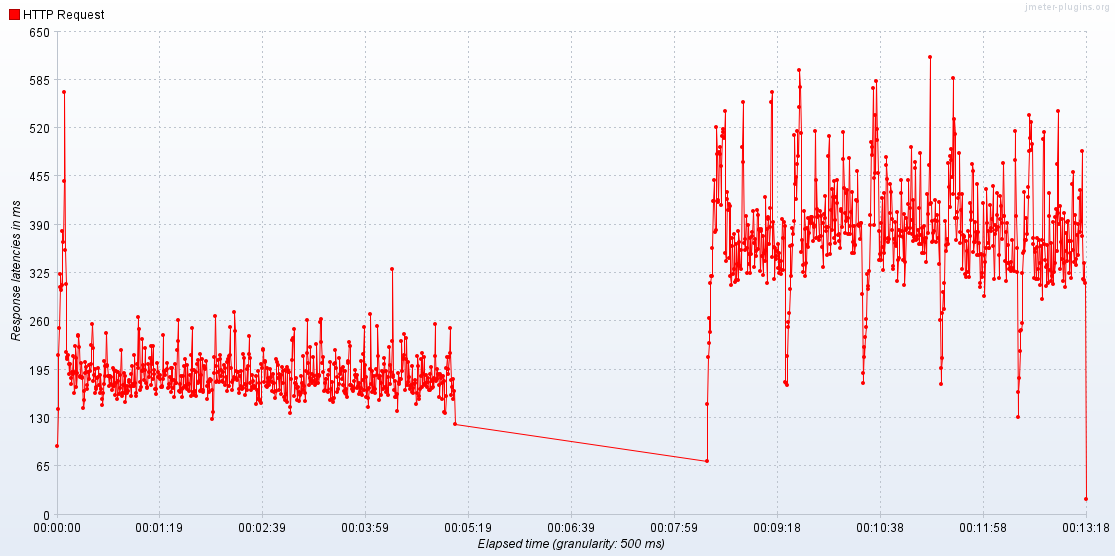 HTTP Request
jmeter-plugins.org
650
585
520
455
390
325
260
195
130
65
0
Response latencies in ms
00:00:00 00:01:19 00:02:39 00:03:59 00:05:19 00:06:39 00:07:59 00:09:18 00:10:38 00:11:58 00:13:18
Elapsed time (granularity: 500 ms)